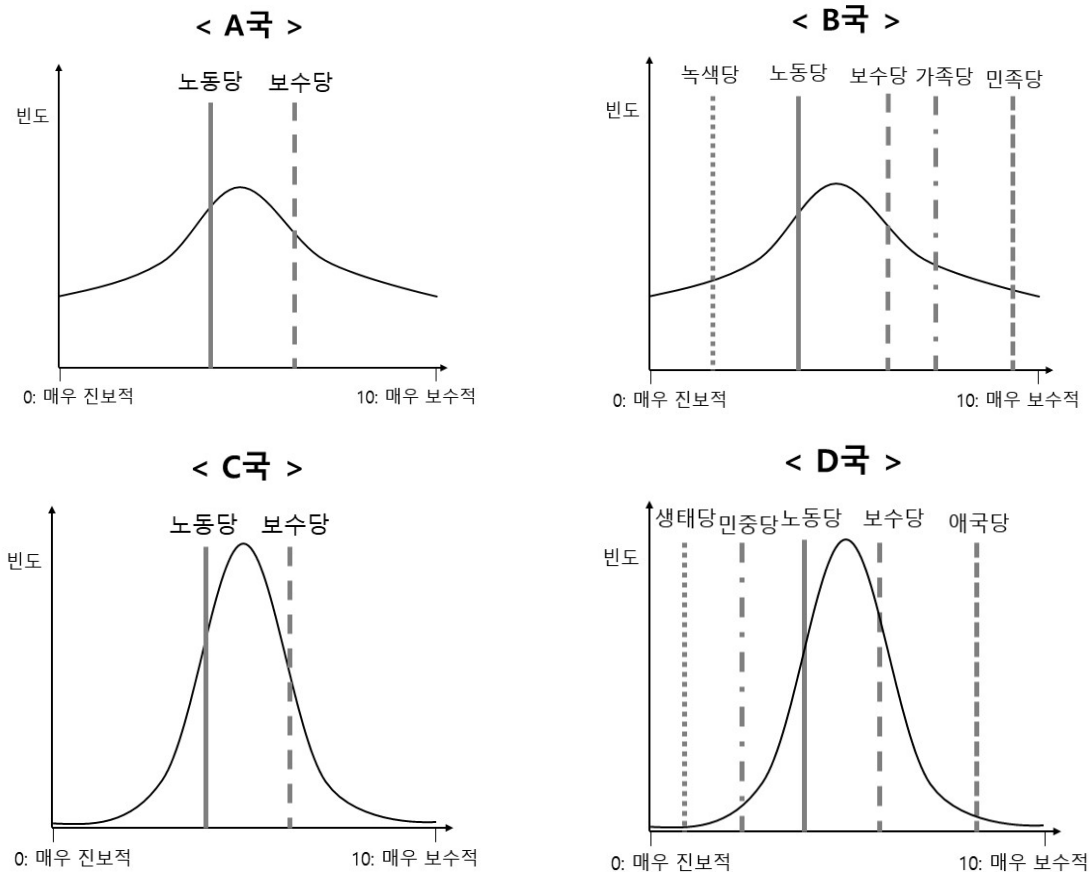 < A국 >
노동당 보수당
빈도
0: 매우 진보적 10: 매우 보수적
< B국 >
녹색당 노동당 보수당 가족당 민족당
빈도
0: 매우 진보적 10: 매우 보수적
< C국 >
노동당 보수당
빈도
0: 매우 진보적 10: 매우 보수적
< D국 >
생태당 민중당 노동당 보수당 애국당
빈도
0: 매우 진보적 10: 매우 보수적